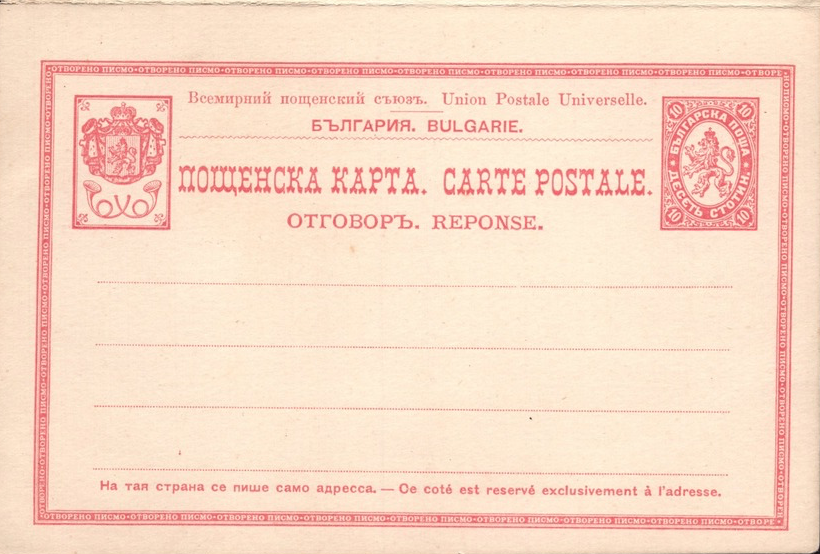 ОТВОРЕНО ПИСМО·ОТВОРЕНО ПИСМО·ОТВОРЕНО ПИСМО·ОТВОРЕНО ПИСМО·ОТВОРЕНО ПИСМО·ОТВОРЕНО ПИСМО·ОТВОРЕНО ПИСМО·ОТВОРЕНО ПИСМО
Всемирний пощенский съюзъ. Union Postale Universelle.
БЪЛГАРИЯ. BULGARIE.
ПОЩЕНСКА КАРТА. CARTE POSTALE.
ОТГОВОРЪ. REPONSE.
10 10
БЪЛГАРСКА ПОЩА
ДЕСЕТЬ СТОТИН.
10 10
На тая страна се пише само адресса. — Ce coté est reservé exclusivement à l'adresse.